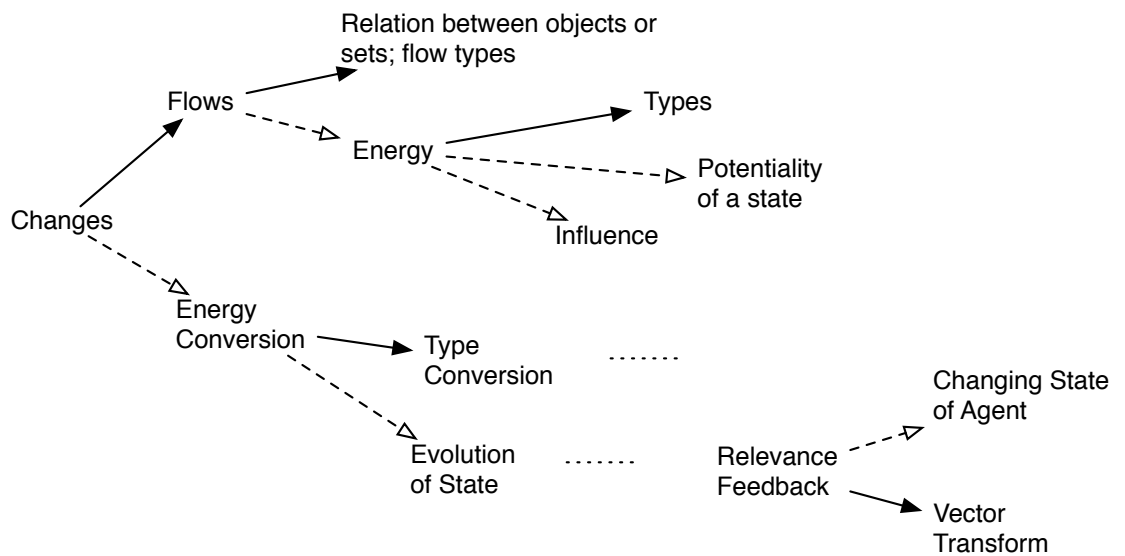 Relation between objects or
sets; flow types
Flows
Types
Energy
Potentiality
of a state
Changes
Influence
Energy
Conversion
Type
Conversion
Changing State
of Agent
Evolution
of State
Relevance
Feedback
Vector
Transform